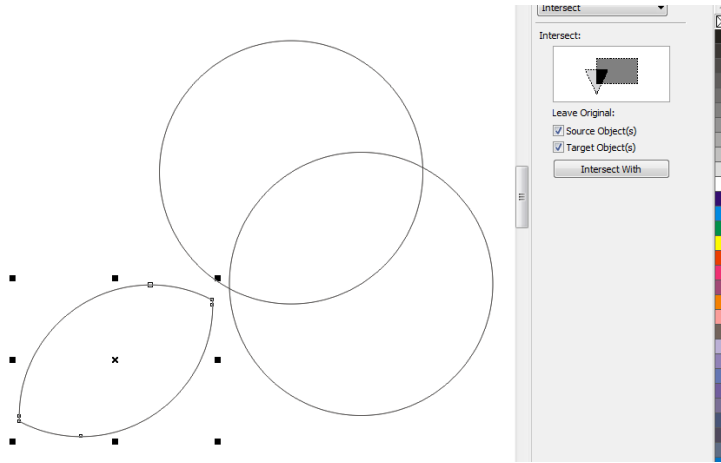 Intersect
Intersect:
Leave Original:
Source Object(s)
Target Object(s)
Intersect With